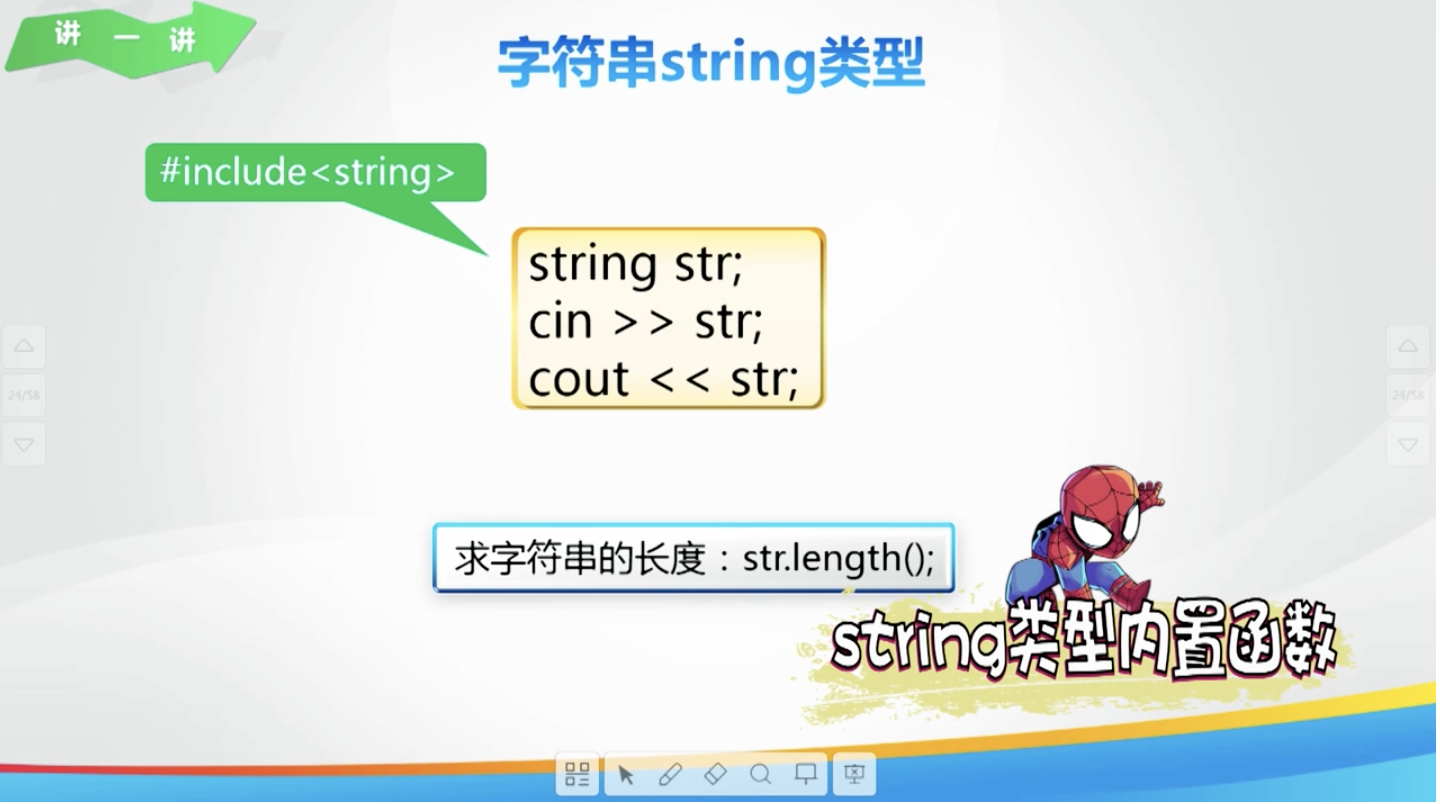 讲 一 讲
字符串string类型
#include<string>
string str;
cin >> str;
cout << str;
24/58
24/58
求字符串的长度：str.length();
string类型内置函数